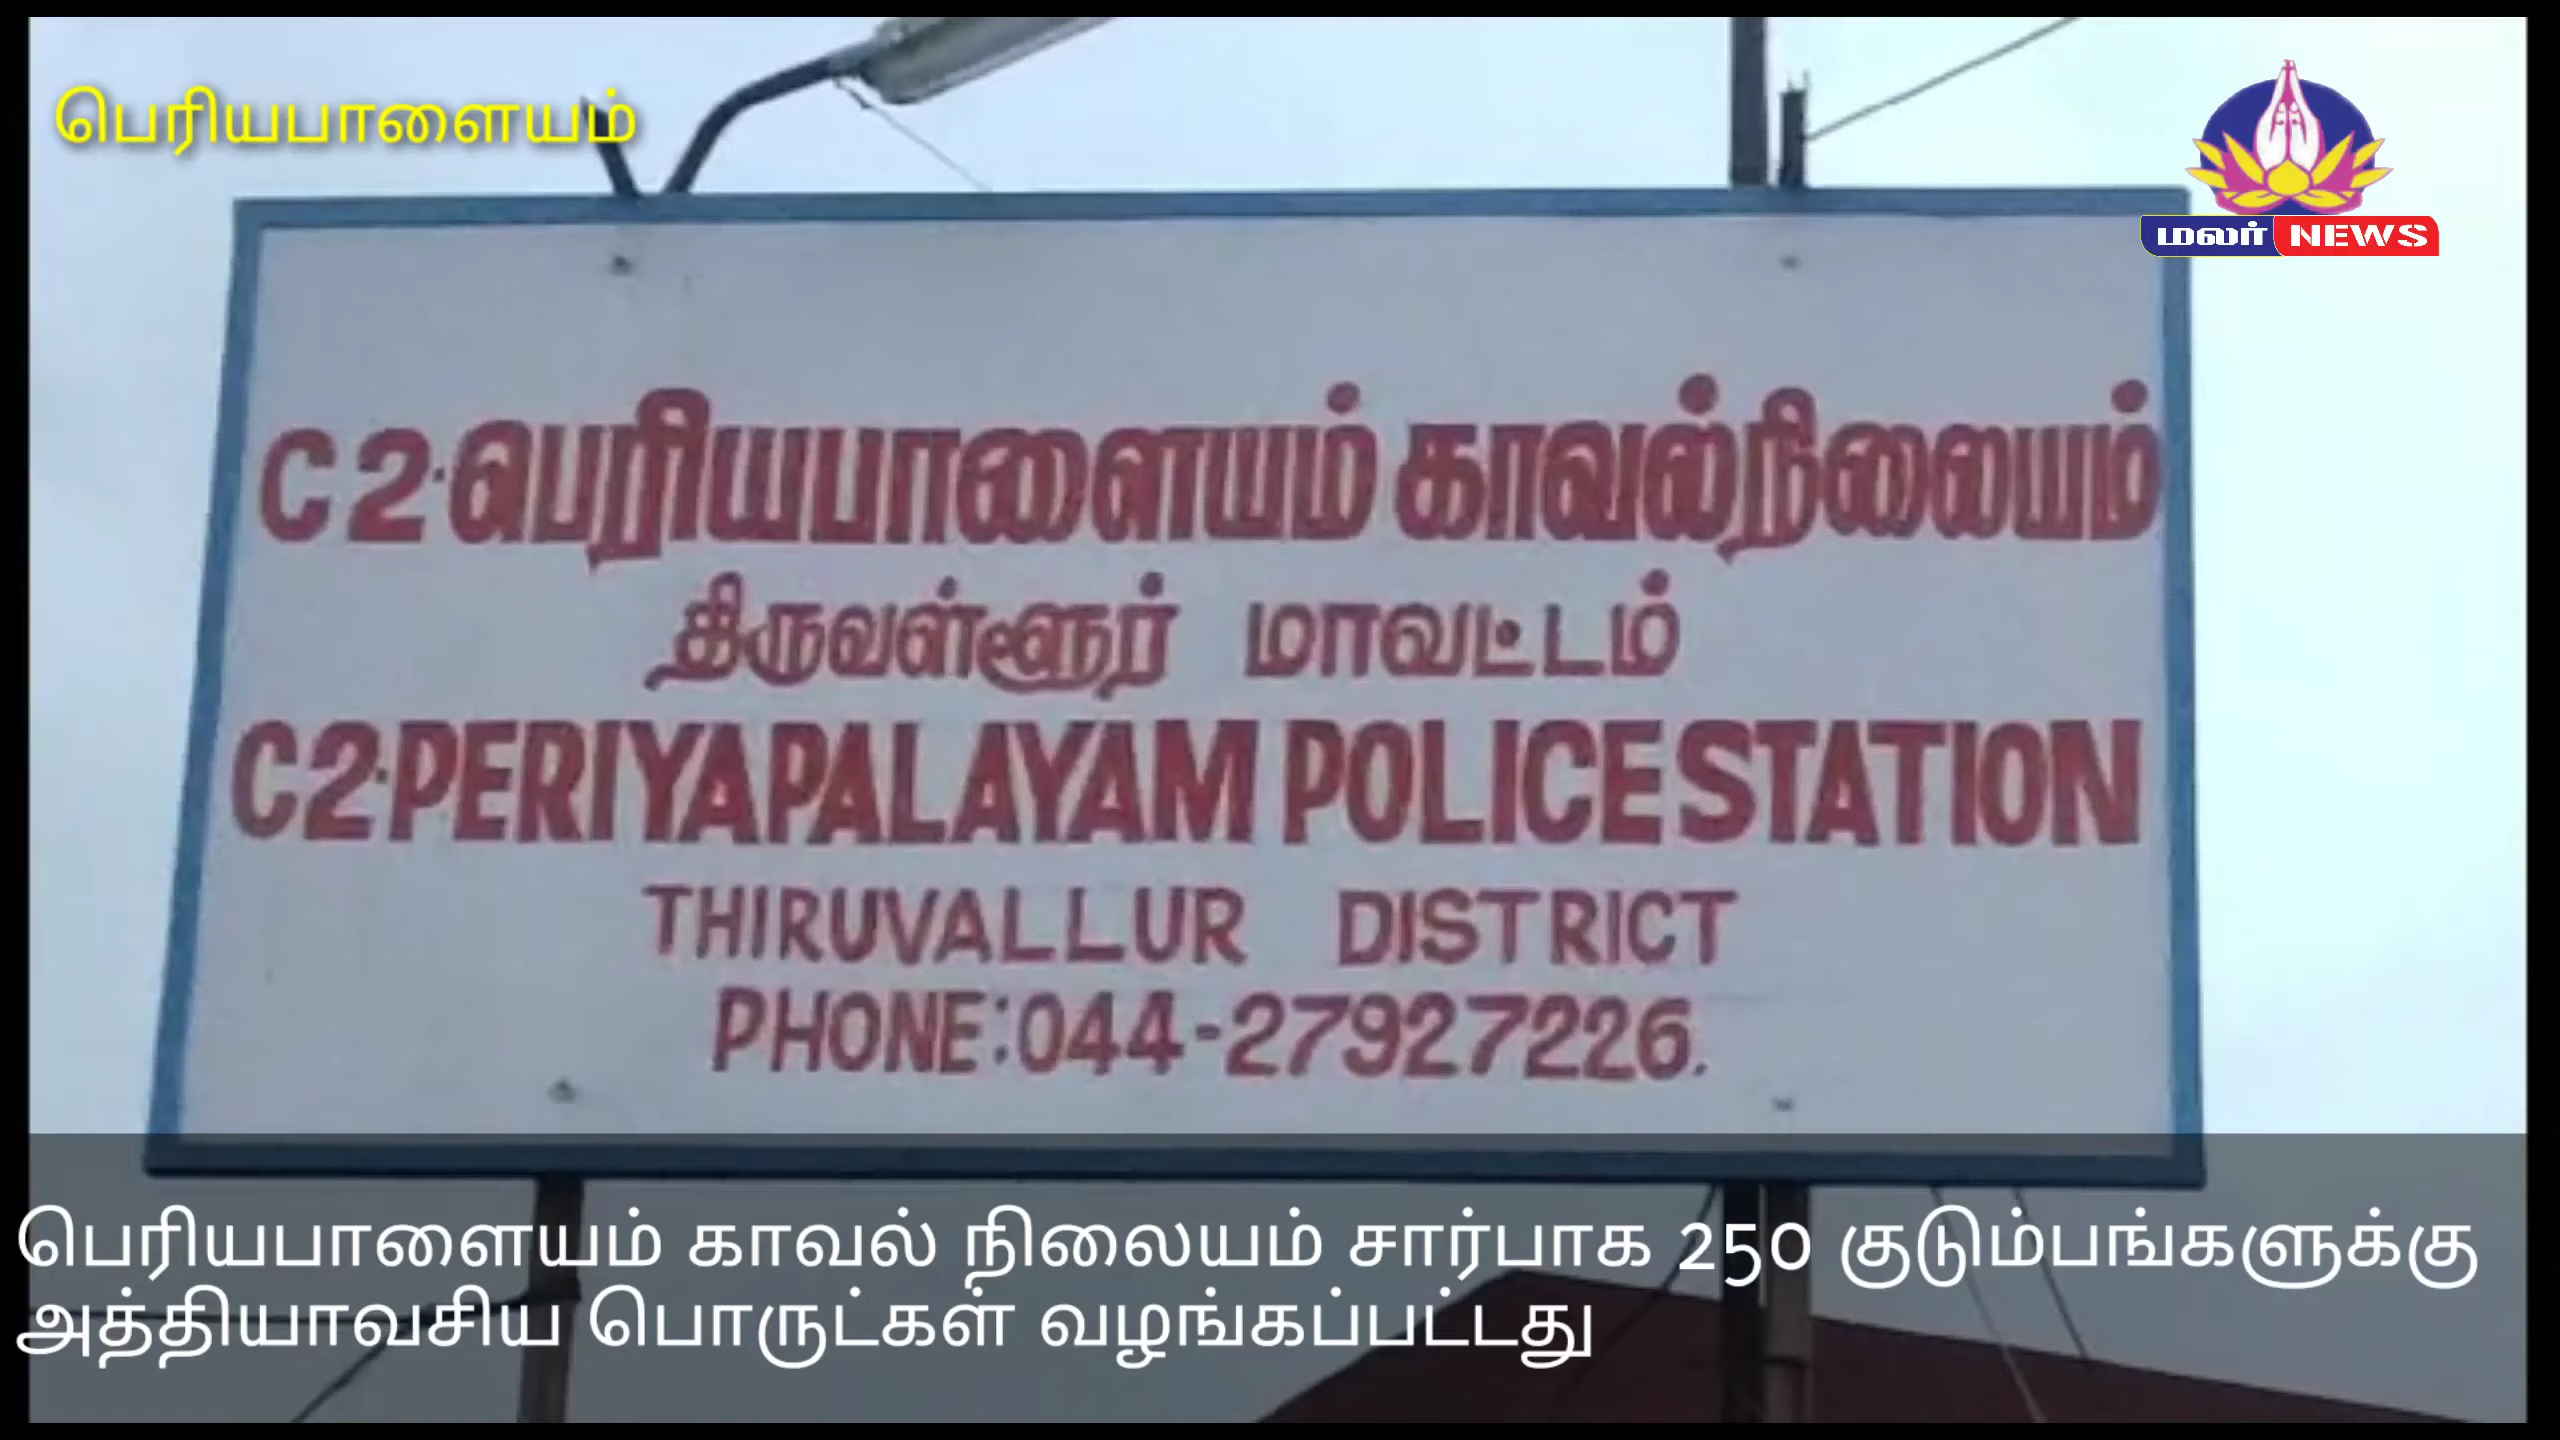 பெரியபாளையம்
மலர் NEWS
C2.பெரியபாளையம் காவல்நிலையம்
திருவள்ளூர் மாவட்டம்
C2.PERIYAPALAYAM POLICE STATION
THIRUVALLUR DISTRICT
PHONE:044-27927226.
பெரியபாளையம் காவல் நிலையம் சார்பாக 250 குடும்பங்களுக்கு
அத்தியாவசிய பொருட்கள் வழங்கப்பட்டது